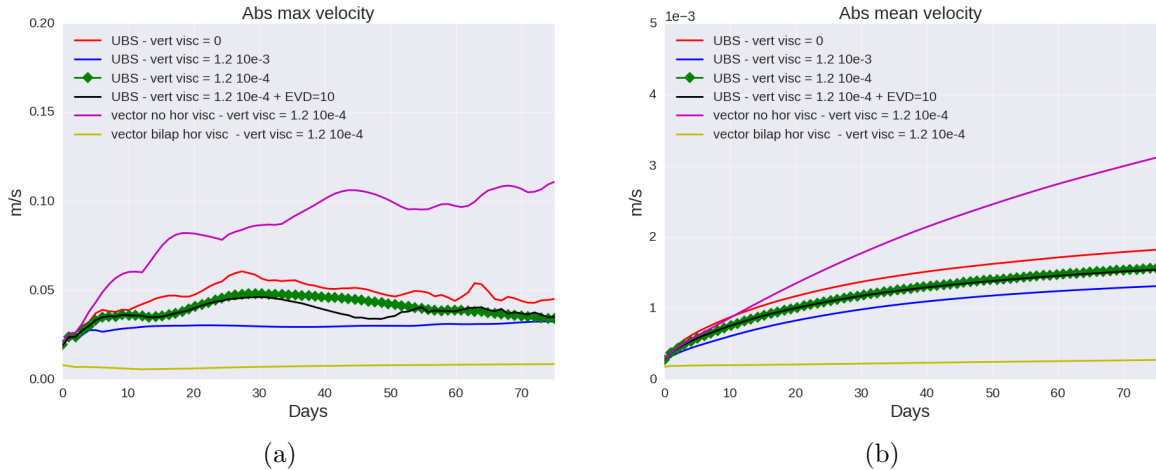 Abs max velocity
0.20
0.15
0.10
0.05
0.00
m/s
UBS - vert visc = 0
UBS - vert visc = 1.2 10e-3
UBS - vert visc = 1.2 10e-4
UBS - vert visc = 1.2 10e-4 + EVD=10
vector no hor visc - vert visc = 1.2 10e-4
vector bilap hor visc - vert visc = 1.2 10e-4
0 10 20 30 40 50 60 70
Days
(a)
Abs mean velocity
1e−3
5
4
3
2
1
0
m/s
UBS - vert visc = 0
UBS - vert visc = 1.2 10e-3
UBS - vert visc = 1.2 10e-4
UBS - vert visc = 1.2 10e-4 + EVD=10
vector no hor visc - vert visc = 1.2 10e-4
vector bilap hor visc - vert visc = 1.2 10e-4
0 10 20 30 40 50 60 70
Days
(b)